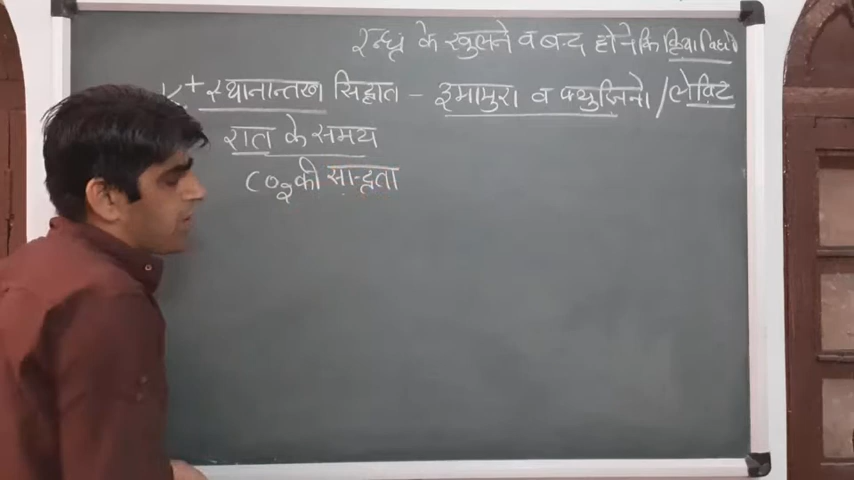 रन्ध्रं के खुलने व बन्द होने कि क्रियाविधी
K⁺ स्थानान्तरण सिद्धात - इमामुरा व फ्युजिनो / लेविट
रात के समय
CO₂ की सान्द्रता